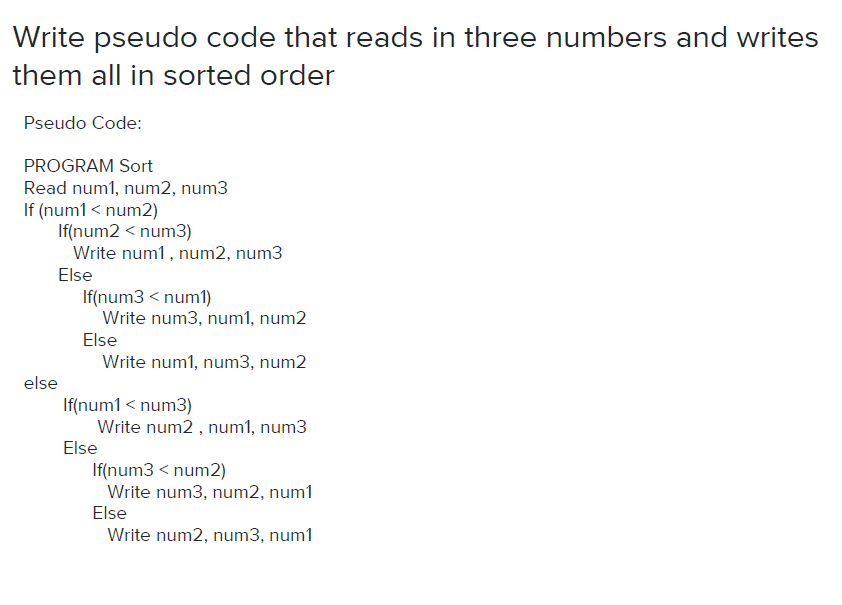 Write pseudo code that reads in three numbers and writes
them all in sorted order
Pseudo Code:
PROGRAM Sort
Read num1, num2, num3
If (num1 < num2)
If(num2 < num3)
Write num1 , num2, num3
Else
If(num3 < num1)
Write num3, num1, num2
Else
Write num1, num3, num2
else
If(num1 < num3)
Write num2 , num1, num3
Else
If(num3 < num2)
Write num3, num2, num1
Else
Write num2, num3, num1